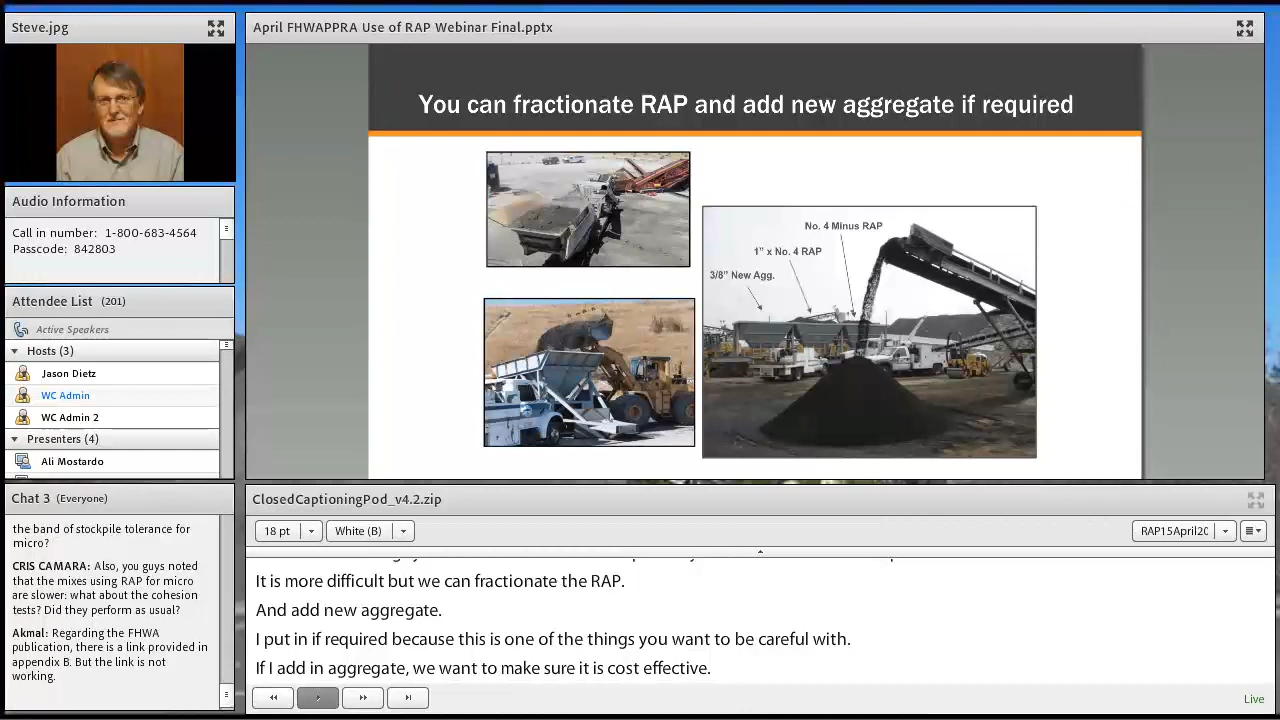 Steve.jpg
Audio Information
Call in number: 1-800-683-4564
Passcode: 842803
Attendee List (201)
Active Speakers
Hosts (3)
Jason Dietz
WC Admin
WC Admin 2
Presenters (4)
Ali Mostardo
Chat 3 (Everyone)
the band of stockpile tolerance for
micro?
CRIS CAMARA: Also, you guys noted
that the mixes using RAP for micro
are slower: what about the cohesion
tests? Did they perform as usual?
Akmal: Regarding the FHWA
publication, there is a link provided in
appendix B. But the link is not
working.
April FHWAPPRA Use of RAP Webinar Final.pptx
You can fractionate RAP and add new aggregate if required
No. 4 Minus RAP
1" x No. 4 RAP
3/8" New Agg.
ClosedCaptioningPod_v4.2.zip
18 pt
White (B)
RAP15April20
It is more difficult but we can fractionate the RAP.
And add new aggregate.
I put in if required because this is one of the things you want to be careful with.
If I add in aggregate, we want to make sure it is cost effective.
Live